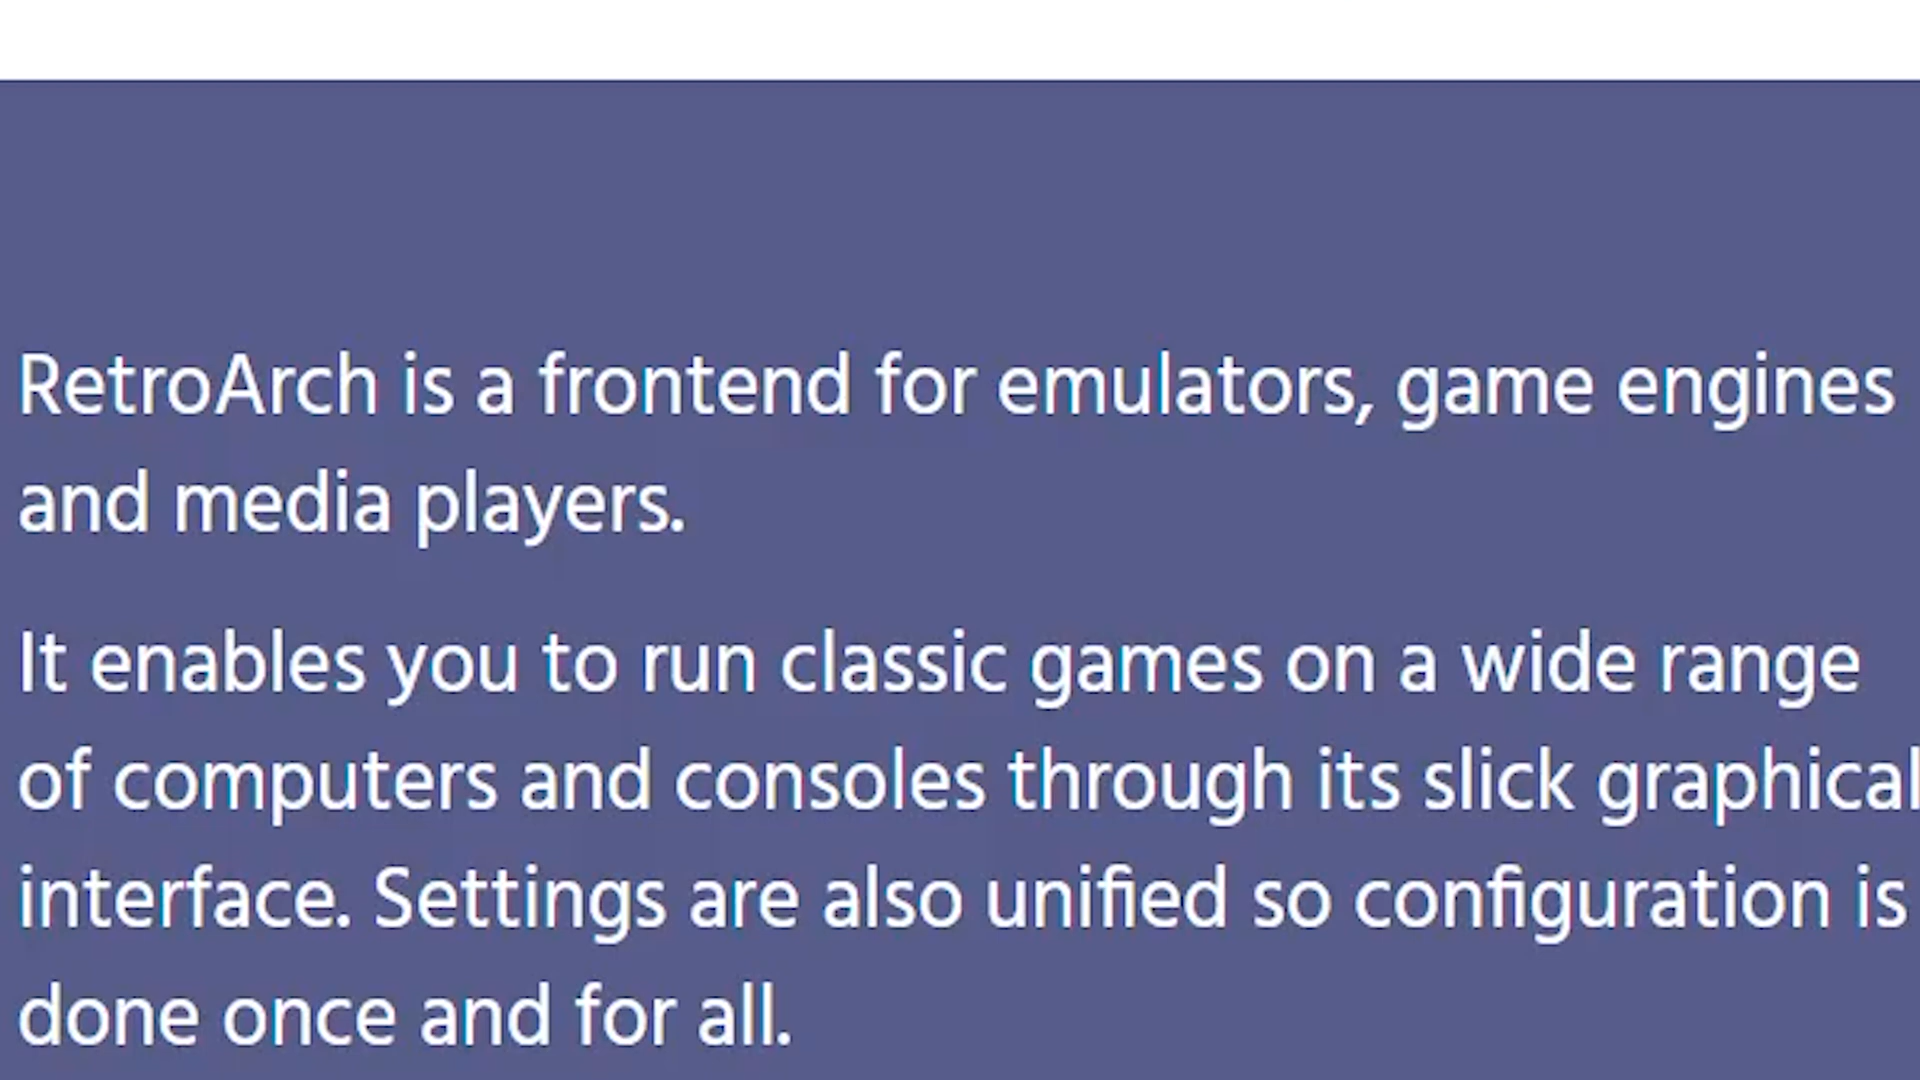 RetroArch is a frontend for emulators, game engines
and media players.
It enables you to run classic games on a wide range
of computers and consoles through its slick graphical
interface. Settings are also unified so configuration is
done once and for all.